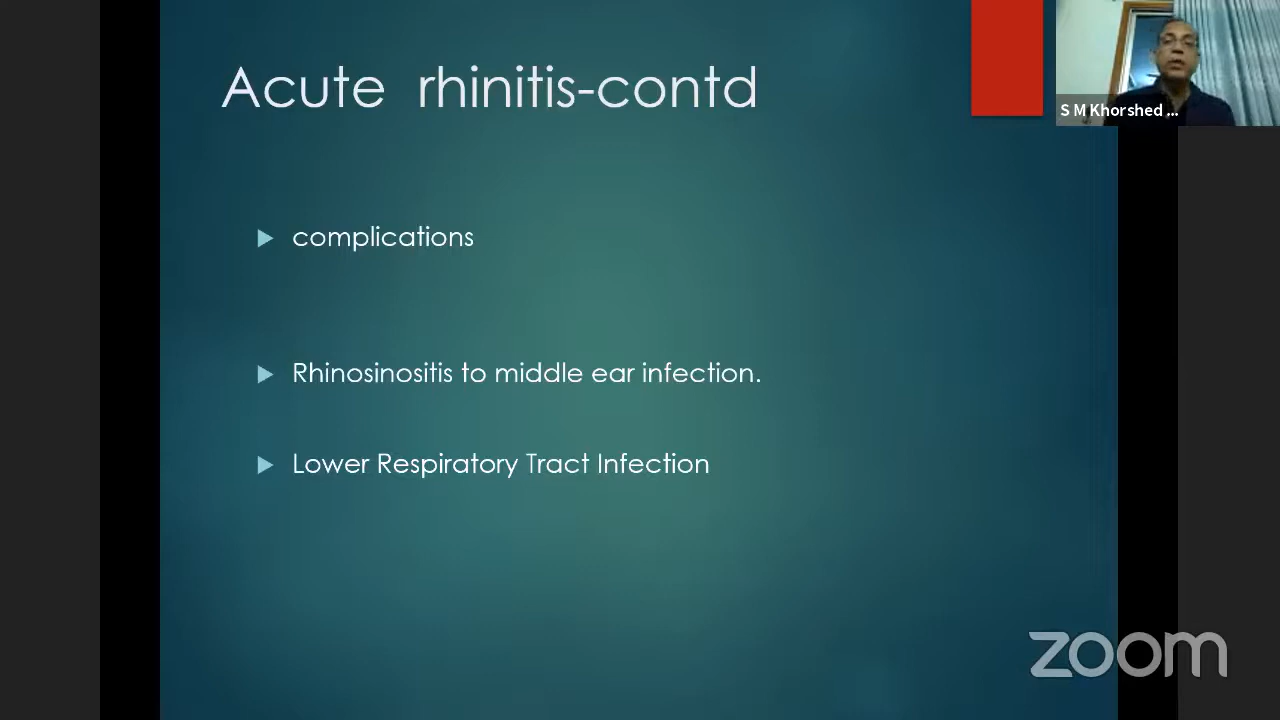 Acute rhinitis-contd
S M Khorshed ...
complications
Rhinosinositis to middle ear infection.
Lower Respiratory Tract Infection
zoom